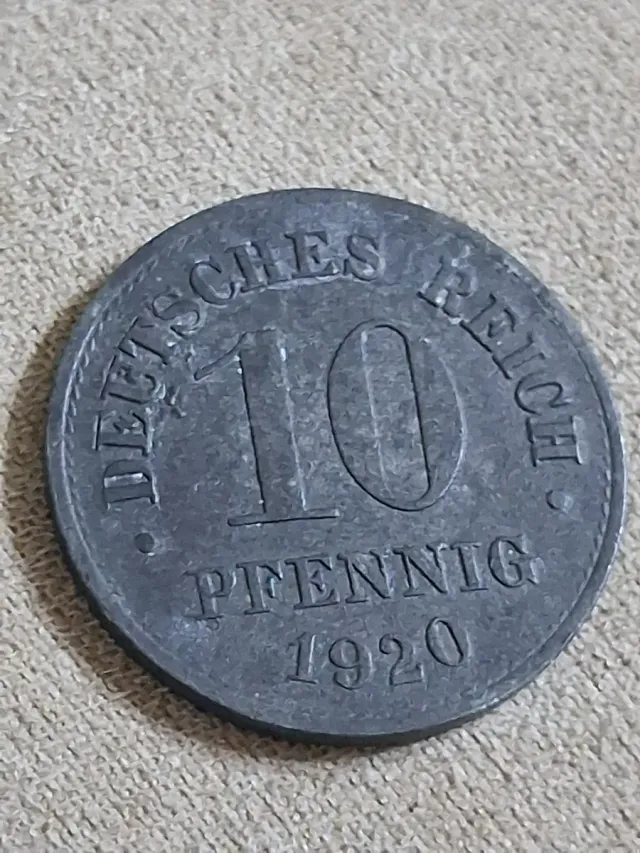 · DEUTSCHES REICH ·
10
PFENNIG
1920